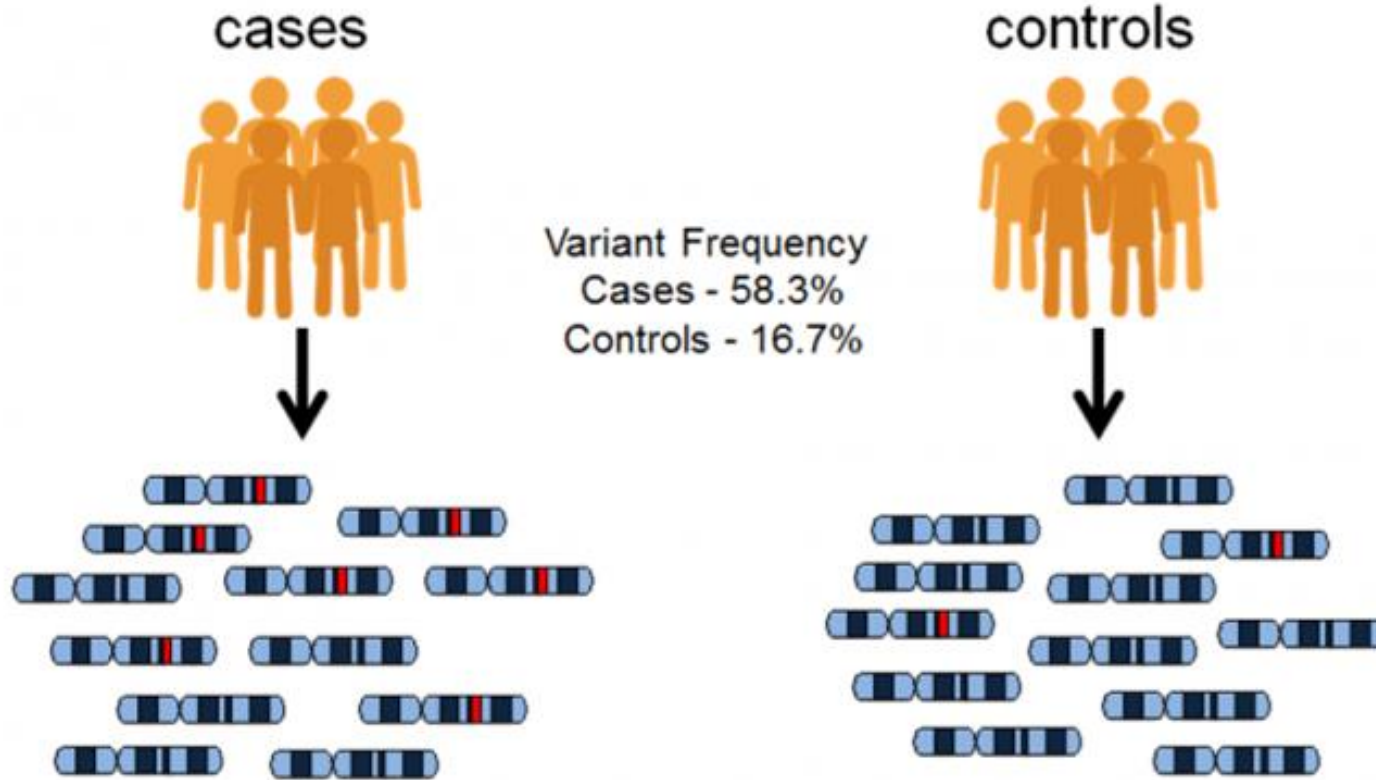 cases
controls
Variant Frequency
Cases - 58.3%
Controls - 16.7%